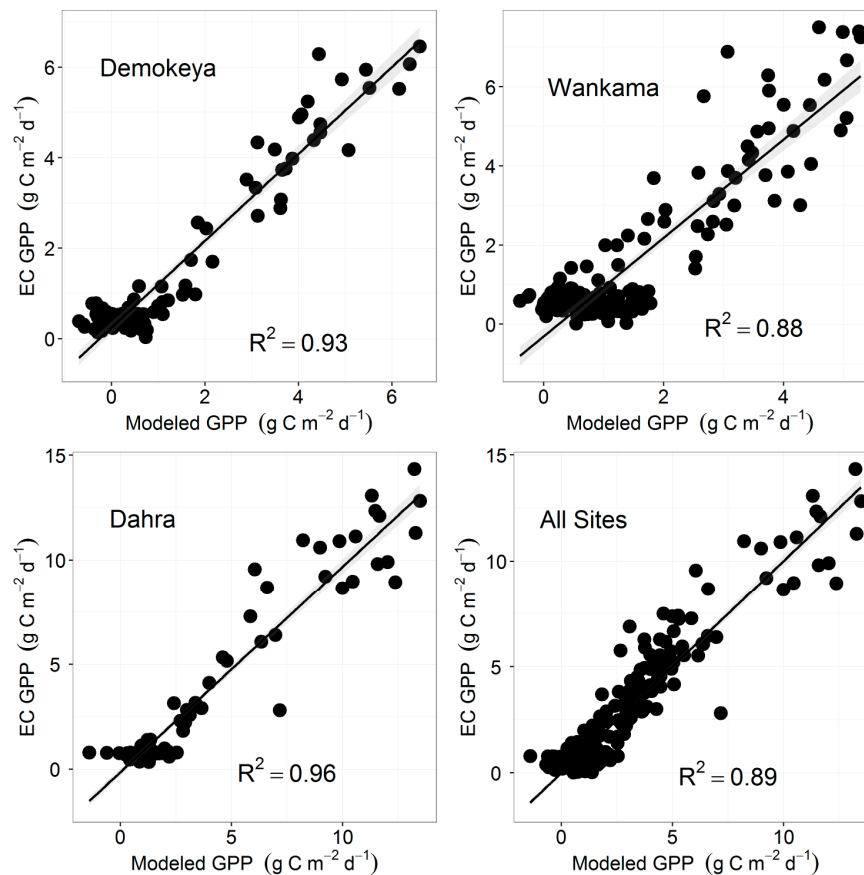 Demokeya
EC GPP (g C m⁻² d⁻¹)
6
4
2
0
R² = 0.93
0 2 4 6
Modeled GPP (g C m⁻² d⁻¹)
Wankama
EC GPP (g C m⁻² d⁻¹)
6
4
2
0
R² = 0.88
0 2 4
Modeled GPP (g C m⁻² d⁻¹)
Dahra
EC GPP (g C m⁻² d⁻¹)
15
10
5
0
R² = 0.96
0 5 10
Modeled GPP (g C m⁻² d⁻¹)
All Sites
EC GPP (g C m⁻² d⁻¹)
15
10
5
0
R² = 0.89
0 5 10
Modeled GPP (g C m⁻² d⁻¹)